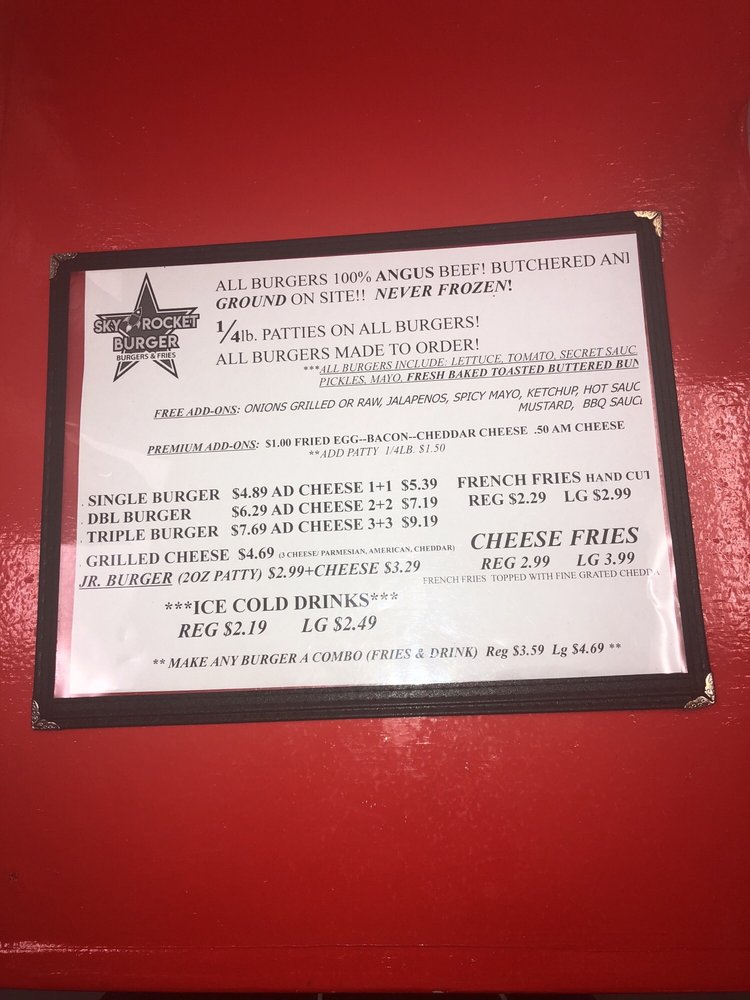 SKY ROCKET
BURGER
BURGERS & FRIES
ALL BURGERS 100% ANGUS BEEF! BUTCHERED AND
GROUND ON SITE!! NEVER FROZEN!
1/4lb. PATTIES ON ALL BURGERS!
ALL BURGERS MADE TO ORDER!
***ALL BURGERS INCLUDE: LETTUCE, TOMATO, SECRET SAUC
PICKLES, MAYO, FRESH BAKED TOASTED BUTTERED BUN
FREE ADD-ONS: ONIONS GRILLED OR RAW, JALAPENOS, SPICY MAYO, KETCHUP, HOT SAUC
MUSTARD, BBQ SAUCE
PREMIUM ADD-ONS: $1.00 FRIED EGG--BACON--CHEDDAR CHEESE .50 AM CHEESE
**ADD PATTY 1/4LB. $1.50
SINGLE BURGER $4.89 AD CHEESE 1+1 $5.39
DBL BURGER $6.29 AD CHEESE 2+2 $7.19
TRIPLE BURGER $7.69 AD CHEESE 3+3 $9.19
GRILLED CHEESE $4.69 (3 CHEESE/ PARMESIAN, AMERICAN, CHEDDAR)
JR. BURGER (2OZ PATTY) $2.99+CHEESE $3.29
FRENCH FRIES HAND CUT
REG $2.29 LG $2.99
CHEESE FRIES
REG 2.99 LG 3.99
FRENCH FRIES TOPPED WITH FINE GRATED CHEDDA
***ICE COLD DRINKS***
REG $2.19 LG $2.49
** MAKE ANY BURGER A COMBO (FRIES & DRINK) Reg $3.59 Lg $4.69 **